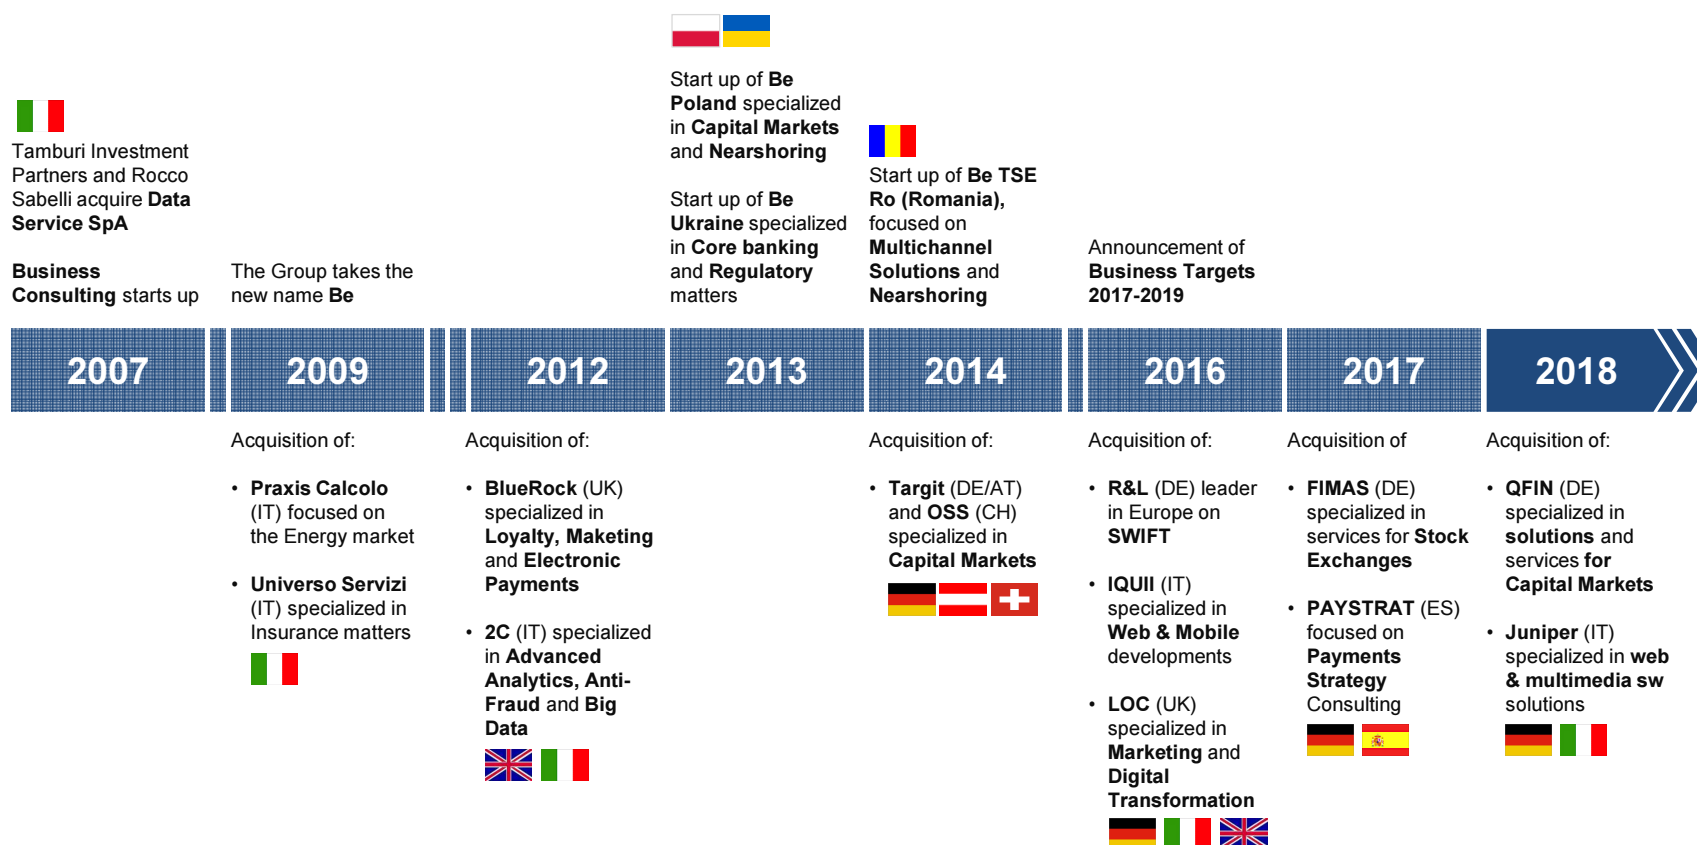 Tamburi Investment
Partners and Rocco
Sabelli acquire Data
Service SpA
Business
Consulting starts up
The Group takes the
new name Be
Start up of Be
Poland specialized
in Capital Markets
and Nearshoring
Start up of Be
Ukraine specialized
in Core banking
and Regulatory
matters
Start up of Be TSE
Ro (Romania),
focused on
Multichannel
Solutions and
Nearshoring
Announcement of
Business Targets
2017-2019
2007
2009
2012
2013
2014
2016
2017
2018
Acquisition of:
• Praxis Calcolo
(IT) focused on
the Energy market
• Universo Servizi
(IT) specialized in
Insurance matters
Acquisition of:
• BlueRock (UK)
specialized in
Loyalty, Maketing
and Electronic
Payments
• 2C (IT) specialized
in Advanced
Analytics, Anti-
Fraud and Big
Data
Acquisition of:
• Targit (DE/AT)
and OSS (CH)
specialized in
Capital Markets
Acquisition of:
• R&L (DE) leader
in Europe on
SWIFT
• IQUII (IT)
specialized in
Web & Mobile
developments
• LOC (UK)
specialized in
Marketing and
Digital
Transformation
Acquisition of
• FIMAS (DE)
specialized in
services for Stock
Exchanges
• PAYSTRAT (ES)
focused on
Payments
Strategy
Consulting
Acquisition of:
• QFIN (DE)
specialized in
solutions and
services for
Capital Markets
• Juniper (IT)
specialized in web
& multimedia sw
solutions